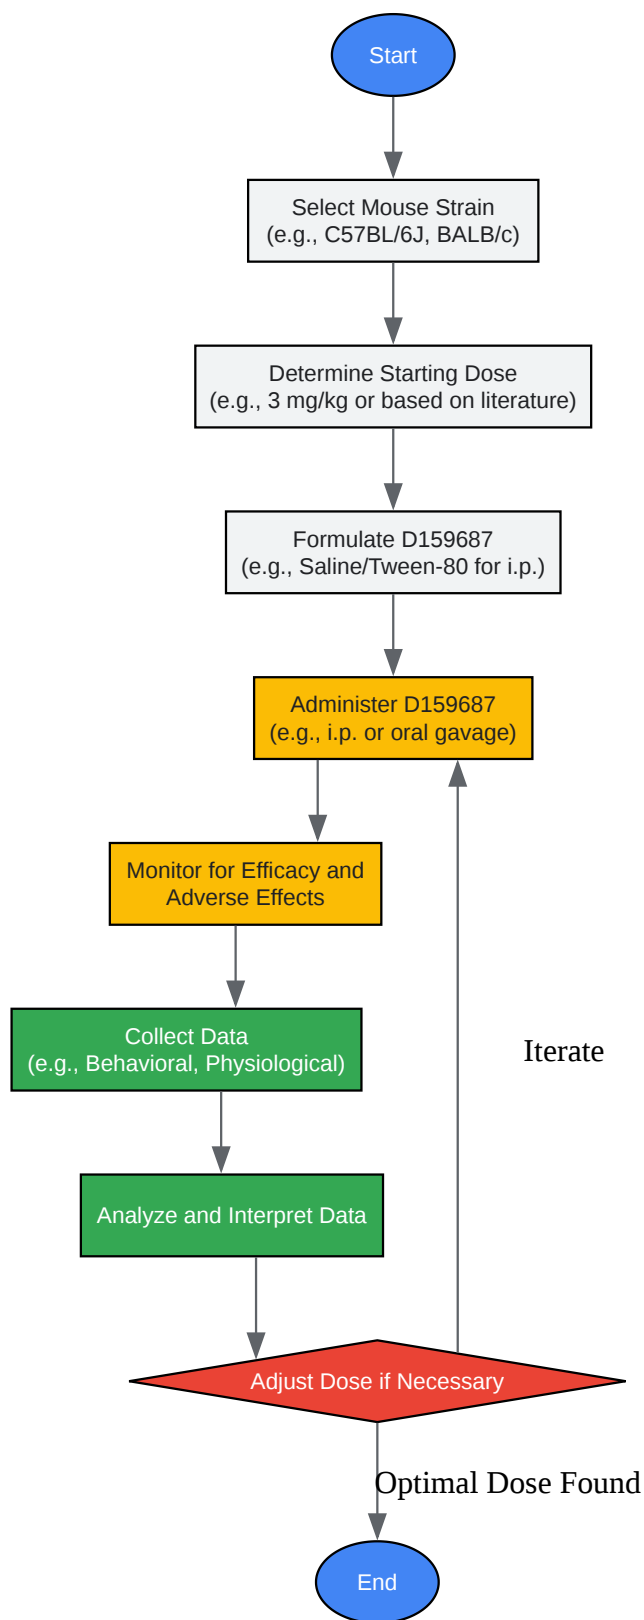 Start
Select Mouse Strain
(e.g., C57BL/6J, BALB/c)
Determine Starting Dose
(e.g., 3 mg/kg or based on literature)
Formulate D159687
(e.g., Saline/Tween-80 for i.p.)
Administer D159687
(e.g., i.p. or oral gavage)
Monitor for Efficacy and
Adverse Effects
Collect Data
(e.g., Behavioral, Physiological)
Iterate
Analyze and Interpret Data
Adjust Dose if Necessary
Optimal Dose Found
End